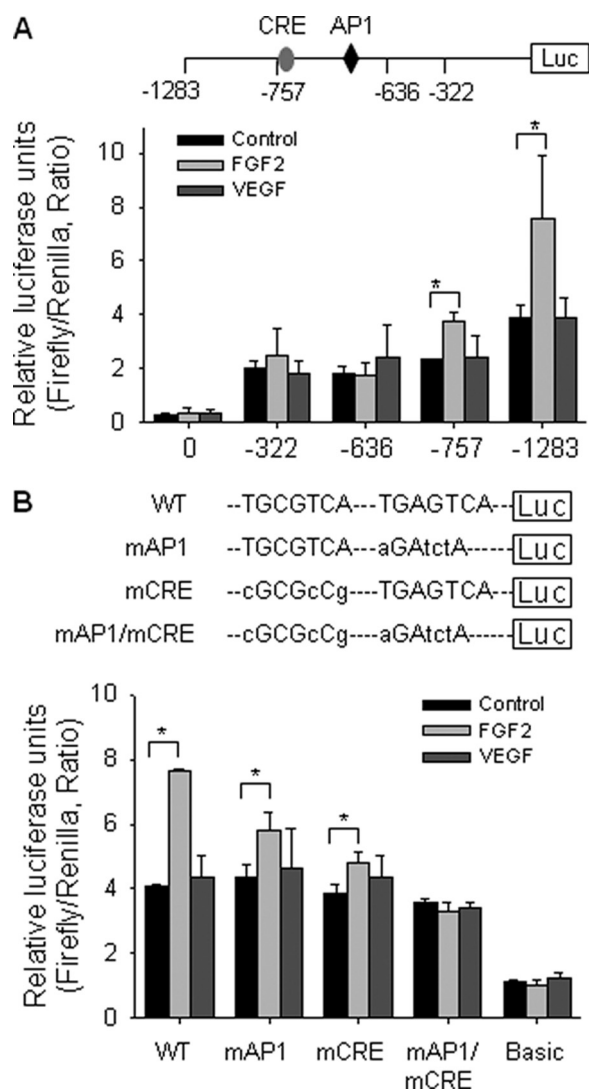 A
CRE AP1
Luc
-1283 -757 -636 -322
Relative luciferase units
(Firefly/Renilla, Ratio)
10
8
6
4
2
0
Control
FGF2
VEGF
*
*
0 -322 -636 -757 -1283
B
WT --TGCGTCA---TGAGTCA---Luc
mAP1 --TGCGTCA---aGAtctA------Luc
mCRE --cGCGcCg----TGAGTCA---Luc
mAP1/mCRE --cGCGcCg----aGAtctA------Luc
Relative luciferase units
(Firefly/Renilla, Ratio)
10
8
6
4
2
0
Control
FGF2
VEGF
*
*
*
WT mAP1 mCRE mAP1/ Basic
mCRE